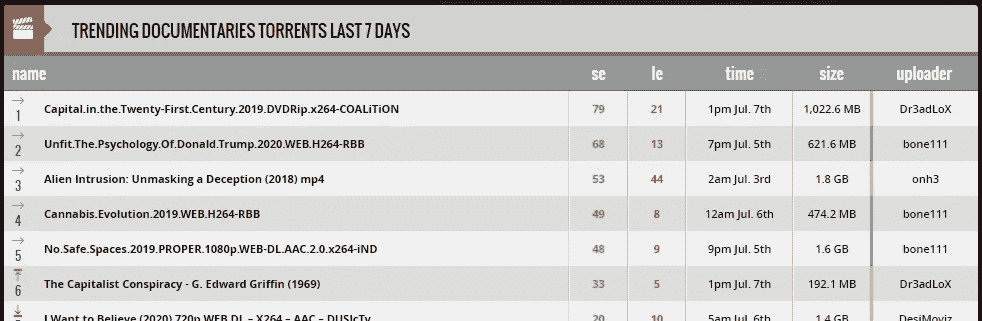 TRENDING DOCUMENTARIES TORRENTS LAST 7 DAYS
name se le time size uploader
1 Capital.in.the.Twenty-First.Century.2019.DVDRip.x264-COALiTiON 79 21 1pm Jul. 7th 1,022.6 MB Dr3adLoX
2 Unfit.The.Psychology.Of.Donald.Trump.2020.WEB.H264-RBB 68 13 7pm Jul. 5th 621.6 MB bone111
3 Alien Intrusion: Unmasking a Deception (2018) mp4 53 44 2am Jul. 3rd 1.8 GB onh3
4 Cannabis.Evolution.2019.WEB.H264-RBB 49 8 12am Jul. 6th 474.2 MB bone111
5 No.Safe.Spaces.2019.PROPER.1080p.WEB-DL.AAC.2.0.x264-iND 48 9 9pm Jul. 5th 1.6 GB bone111
6 The Capitalist Conspiracy - G. Edward Griffin (1969) 33 5 1pm Jul. 7th 192.1 MB Dr3adLoX
I Want to Believe (2020) 720p WEB DL – X264 – AAC – DUSIcTv 20 10 5am Jul. 6th 1.4 GB DesiMoviz